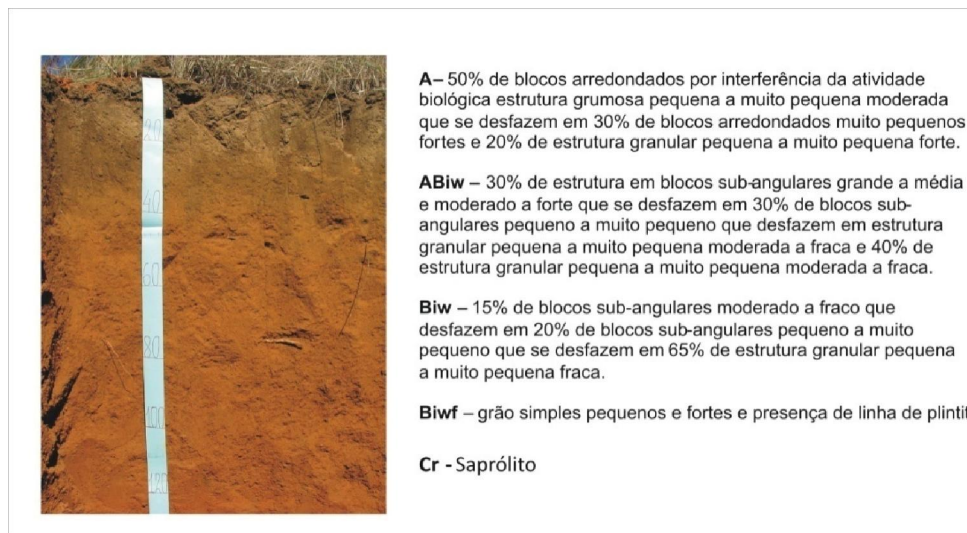 20
40
60
80
100
120
A– 50% de blocos arredondados por interferência da atividade
biológica estrutura grumosa pequena a muito pequena moderada
que se desfazem em 30% de blocos arredondados muito pequenos
fortes e 20% de estrutura granular pequena a muito pequena forte.
ABiw – 30% de estrutura em blocos sub-angulares grande a média
e moderado a forte que se desfazem em 30% de blocos sub-
angulares pequeno a muito pequeno que desfazem em estrutura
granular pequena a muito pequena moderada a fraca e 40% de
estrutura granular pequena a muito pequena moderada a fraca.
Biw – 15% de blocos sub-angulares moderado a fraco que
desfazem em 20% de blocos sub-angulares pequeno a muito
pequeno que se desfazem em 65% de estrutura granular pequena
a muito pequena fraca.
Biwf – grão simples pequenos e fortes e presença de linha de
Cr - Saprólito